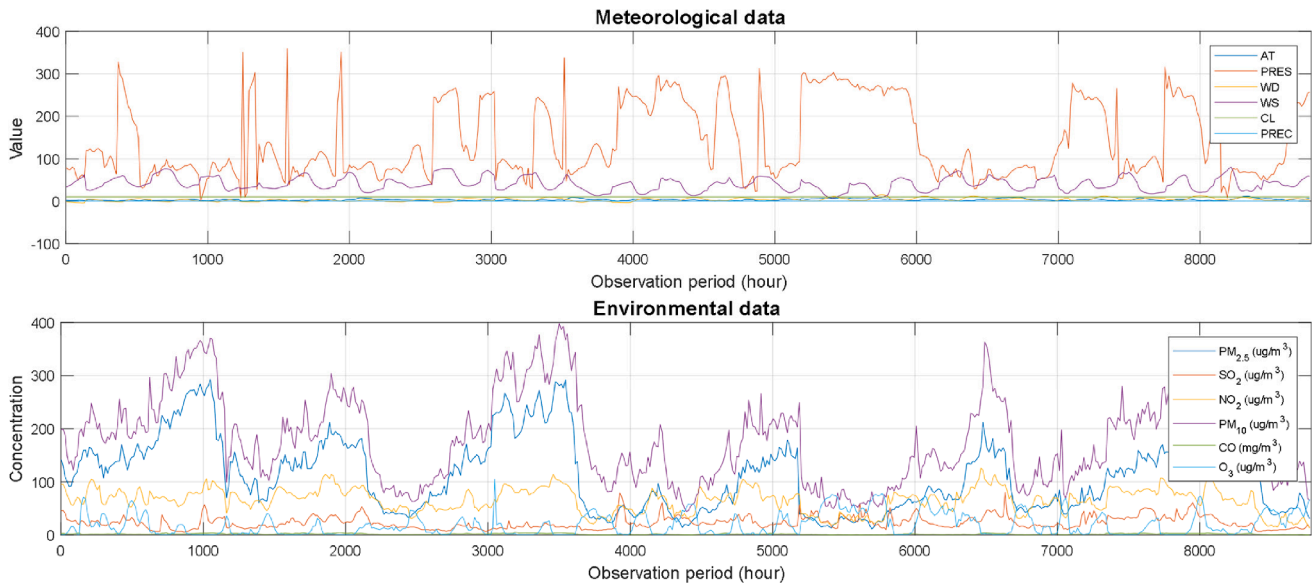 Meteorological data
400
300
200
100
0
-100
Value
0 1000 2000 3000 4000 5000 6000 7000 8000
Observation period (hour)
AT
PRES
WD
WS
CL
PREC
Environmental data
400
300
200
100
0
Concentration
0 1000 2000 3000 4000 5000 6000 7000 8000
Observation period (hour)
PM2.5 (ug/m³)
SO2 (ug/m³)
NO2 (ug/m³)
PM10 (ug/m³)
CO (mg/m³)
O3 (ug/m³)